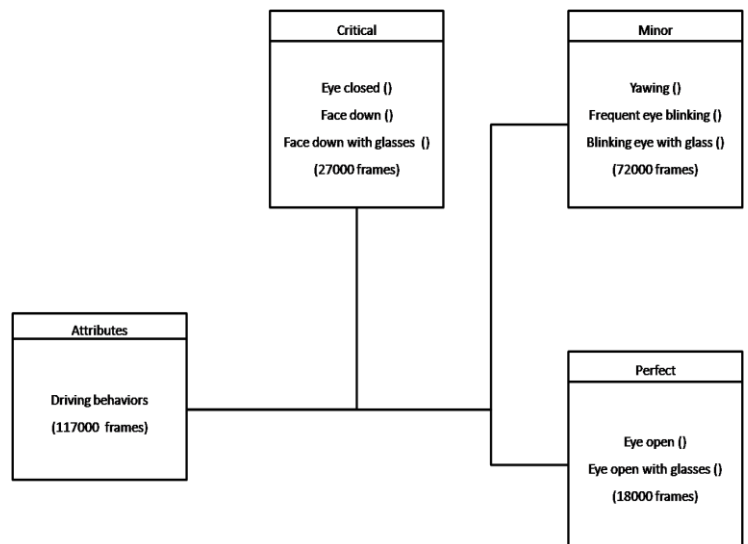 Critical
Eye closed ()
Face down ()
Face down with glasses ()
(27000 frames)
Minor
Yawing ()
Frequent eye blinking ()
Blinking eye with glass ()
(72000 frames)
Attributes
Driving behaviors
(117000 frames)
Perfect
Eye open ()
Eye open with glasses ()
(18000 frames)